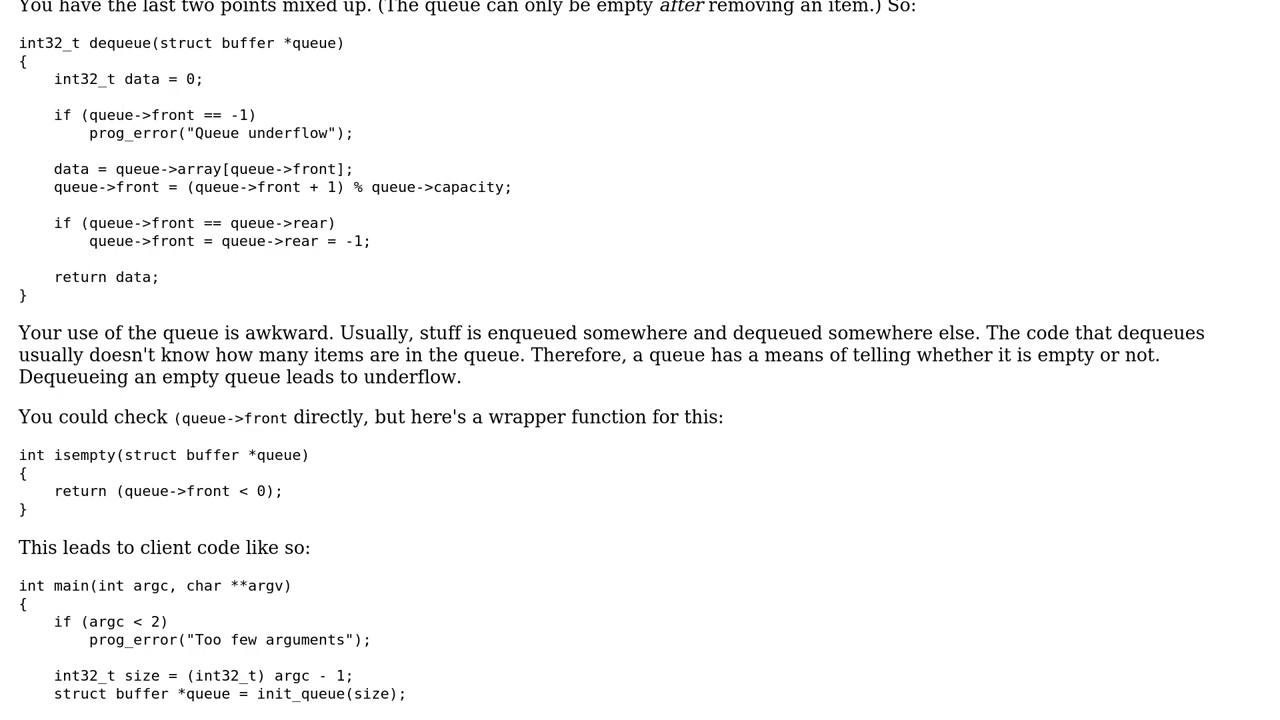 You have the last two points mixed up. (The queue can only be empty after removing an item.) So:
int32_t dequeue(struct buffer *queue)
{
    int32_t data = 0;

    if (queue->front == -1)
        prog_error("Queue underflow");

    data = queue->array[queue->front];
    queue->front = (queue->front + 1) % queue->capacity;

    if (queue->front == queue->rear)
        queue->front = queue->rear = -1;

    return data;
}
Your use of the queue is awkward. Usually, stuff is enqueued somewhere and dequeued somewhere else. The code that dequeues
usually doesn't know how many items are in the queue. Therefore, a queue has a means of telling whether it is empty or not.
Dequeueing an empty queue leads to underflow.
You could check (queue->front directly, but here's a wrapper function for this:
int isempty(struct buffer *queue)
{
    return (queue->front < 0);
}
This leads to client code like so:
int main(int argc, char **argv)
{
    if (argc < 2)
        prog_error("Too few arguments");

    int32_t size = (int32_t) argc - 1;
    struct buffer *queue = init_queue(size);